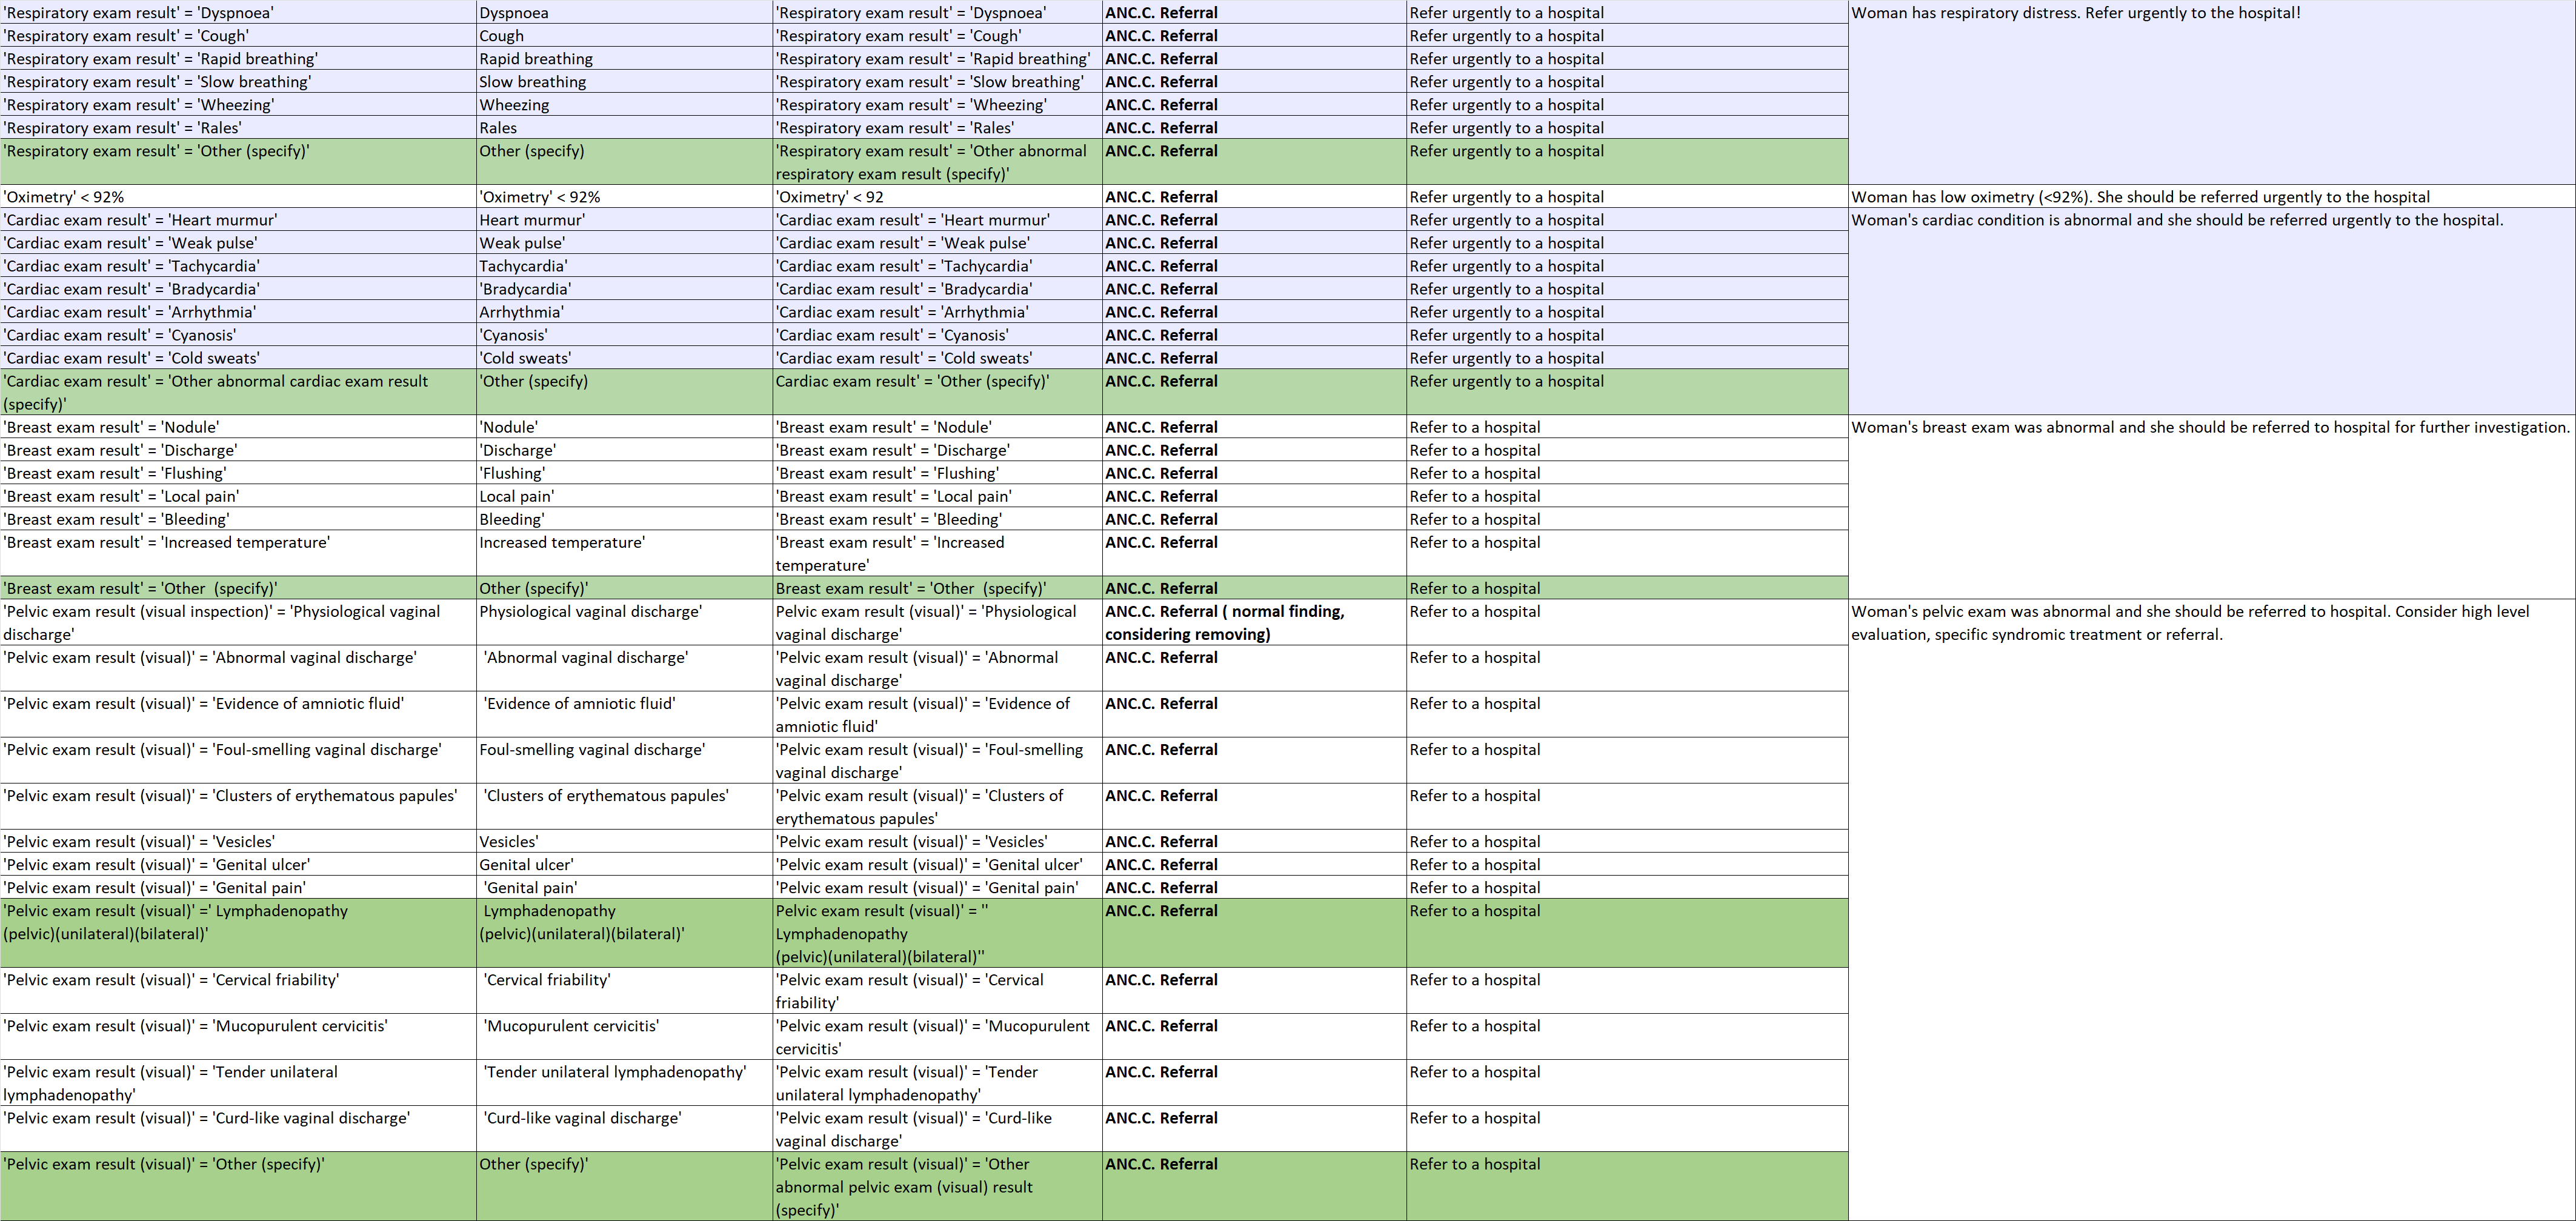 'Respiratory exam result' = 'Dyspnoea' Dyspnoea 'Respiratory exam result' = 'Dyspnoea' ANC.C. Referral Refer urgently to a hospital Woman has respiratory distress. Refer urgently to the hospital!
'Respiratory exam result' = 'Cough' Cough 'Respiratory exam result' = 'Cough' ANC.C. Referral Refer urgently to a hospital
'Respiratory exam result' = 'Rapid breathing' Rapid breathing 'Respiratory exam result' = 'Rapid breathing' ANC.C. Referral Refer urgently to a hospital
'Respiratory exam result' = 'Slow breathing' Slow breathing 'Respiratory exam result' = 'Slow breathing' ANC.C. Referral Refer urgently to a hospital
'Respiratory exam result' = 'Wheezing' Wheezing 'Respiratory exam result' = 'Wheezing' ANC.C. Referral Refer urgently to a hospital
'Respiratory exam result' = 'Rales' Rales 'Respiratory exam result' = 'Rales' ANC.C. Referral Refer urgently to a hospital
'Respiratory exam result' = 'Other (specify)' Other (specify) 'Respiratory exam result' = 'Other abnormal ANC.C. Referral Refer urgently to a hospital
respiratory exam result (specify)'
'Oximetry' < 92% 'Oximetry' < 92% 'Oximetry' < 92 ANC.C. Referral Refer urgently to a hospital Woman has low oximetry (<92%). She should be referred urgently to the hospital
'Cardiac exam result' = 'Heart murmur' Heart murmur' 'Cardiac exam result' = 'Heart murmur' ANC.C. Referral Refer urgently to a hospital Woman's cardiac condition is abnormal and she should be referred urgently to the hospital.
'Cardiac exam result' = 'Weak pulse' Weak pulse' 'Cardiac exam result' = 'Weak pulse' ANC.C. Referral Refer urgently to a hospital
'Cardiac exam result' = 'Tachycardia' Tachycardia' 'Cardiac exam result' = 'Tachycardia' ANC.C. Referral Refer urgently to a hospital
'Cardiac exam result' = 'Bradycardia' 'Bradycardia' 'Cardiac exam result' = 'Bradycardia' ANC.C. Referral Refer urgently to a hospital
'Cardiac exam result' = 'Arrhythmia' Arrhythmia' 'Cardiac exam result' = 'Arrhythmia' ANC.C. Referral Refer urgently to a hospital
'Cardiac exam result' = 'Cyanosis' 'Cyanosis' 'Cardiac exam result' = 'Cyanosis' ANC.C. Referral Refer urgently to a hospital
'Cardiac exam result' = 'Cold sweats' 'Cold sweats' 'Cardiac exam result' = 'Cold sweats' ANC.C. Referral Refer urgently to a hospital
'Cardiac exam result' = 'Other abnormal cardiac exam result 'Other (specify) Cardiac exam result' = 'Other (specify)' ANC.C. Referral Refer urgently to a hospital
(specify)'
'Breast exam result' = 'Nodule' 'Nodule' 'Breast exam result' = 'Nodule' ANC.C. Referral Refer to a hospital Woman's breast exam was abnormal and she should be referred to hospital for further investigation.
'Breast exam result' = 'Discharge' 'Discharge' 'Breast exam result' = 'Discharge' ANC.C. Referral Refer to a hospital
'Breast exam result' = 'Flushing' 'Flushing' 'Breast exam result' = 'Flushing' ANC.C. Referral Refer to a hospital
'Breast exam result' = 'Local pain' Local pain' 'Breast exam result' = 'Local pain' ANC.C. Referral Refer to a hospital
'Breast exam result' = 'Bleeding' Bleeding' 'Breast exam result' = 'Bleeding' ANC.C. Referral Refer to a hospital
'Breast exam result' = 'Increased temperature' Increased temperature' 'Breast exam result' = 'Increased ANC.C. Referral Refer to a hospital
temperature'
'Breast exam result' = 'Other (specify)' Other (specify)' Breast exam result' = 'Other (specify)' ANC.C. Referral Refer to a hospital
'Pelvic exam result (visual inspection)' = 'Physiological vaginal Physiological vaginal discharge' Pelvic exam result (visual)' = 'Physiological ANC.C. Referral ( normal finding, Refer to a hospital Woman's pelvic exam was abnormal and she should be referred to hospital. Consider high level
discharge' vaginal discharge' considering removing) evaluation, specific syndromic treatment or referral.
'Pelvic exam result (visual)' = 'Abnormal vaginal discharge' 'Abnormal vaginal discharge' 'Pelvic exam result (visual)' = 'Abnormal ANC.C. Referral Refer to a hospital
vaginal discharge'
'Pelvic exam result (visual)' = 'Evidence of amniotic fluid' 'Evidence of amniotic fluid' 'Pelvic exam result (visual)' = 'Evidence of ANC.C. Referral Refer to a hospital
amniotic fluid'
'Pelvic exam result (visual)' = 'Foul-smelling vaginal discharge' Foul-smelling vaginal discharge' 'Pelvic exam result (visual)' = 'Foul-smelling ANC.C. Referral Refer to a hospital
vaginal discharge'
'Pelvic exam result (visual)' = 'Clusters of erythematous papules' 'Clusters of erythematous papules' 'Pelvic exam result (visual)' = 'Clusters of ANC.C. Referral Refer to a hospital
erythematous papules'
'Pelvic exam result (visual)' = 'Vesicles' Vesicles' 'Pelvic exam result (visual)' = 'Vesicles' ANC.C. Referral Refer to a hospital
'Pelvic exam result (visual)' = 'Genital ulcer' Genital ulcer' 'Pelvic exam result (visual)' = 'Genital ulcer' ANC.C. Referral Refer to a hospital
'Pelvic exam result (visual)' = 'Genital pain' 'Genital pain' 'Pelvic exam result (visual)' = 'Genital pain' ANC.C. Referral Refer to a hospital
'Pelvic exam result (visual)' =' Lymphadenopathy Lymphadenopathy Pelvic exam result (visual)' = '' ANC.C. Referral Refer to a hospital
(pelvic)(unilateral)(bilateral)' (pelvic)(unilateral)(bilateral)' Lymphadenopathy
(pelvic)(unilateral)(bilateral)''
'Pelvic exam result (visual)' = 'Cervical friability' 'Cervical friability' 'Pelvic exam result (visual)' = 'Cervical ANC.C. Referral Refer to a hospital
friability'
'Pelvic exam result (visual)' = 'Mucopurulent cervicitis' 'Mucopurulent cervicitis' 'Pelvic exam result (visual)' = 'Mucopurulent ANC.C. Referral Refer to a hospital
cervicitis'
'Pelvic exam result (visual)' = 'Tender unilateral 'Tender unilateral lymphadenopathy' 'Pelvic exam result (visual)' = 'Tender ANC.C. Referral Refer to a hospital
lymphadenopathy' unilateral lymphadenopathy'
'Pelvic exam result (visual)' = 'Curd-like vaginal discharge' 'Curd-like vaginal discharge' 'Pelvic exam result (visual)' = 'Curd-like ANC.C. Referral Refer to a hospital
vaginal discharge'
'Pelvic exam result (visual)' = 'Other (specify)' Other (specify)' 'Pelvic exam result (visual)' = 'Other ANC.C. Referral Refer to a hospital
abnormal pelvic exam (visual) result
(specify)'